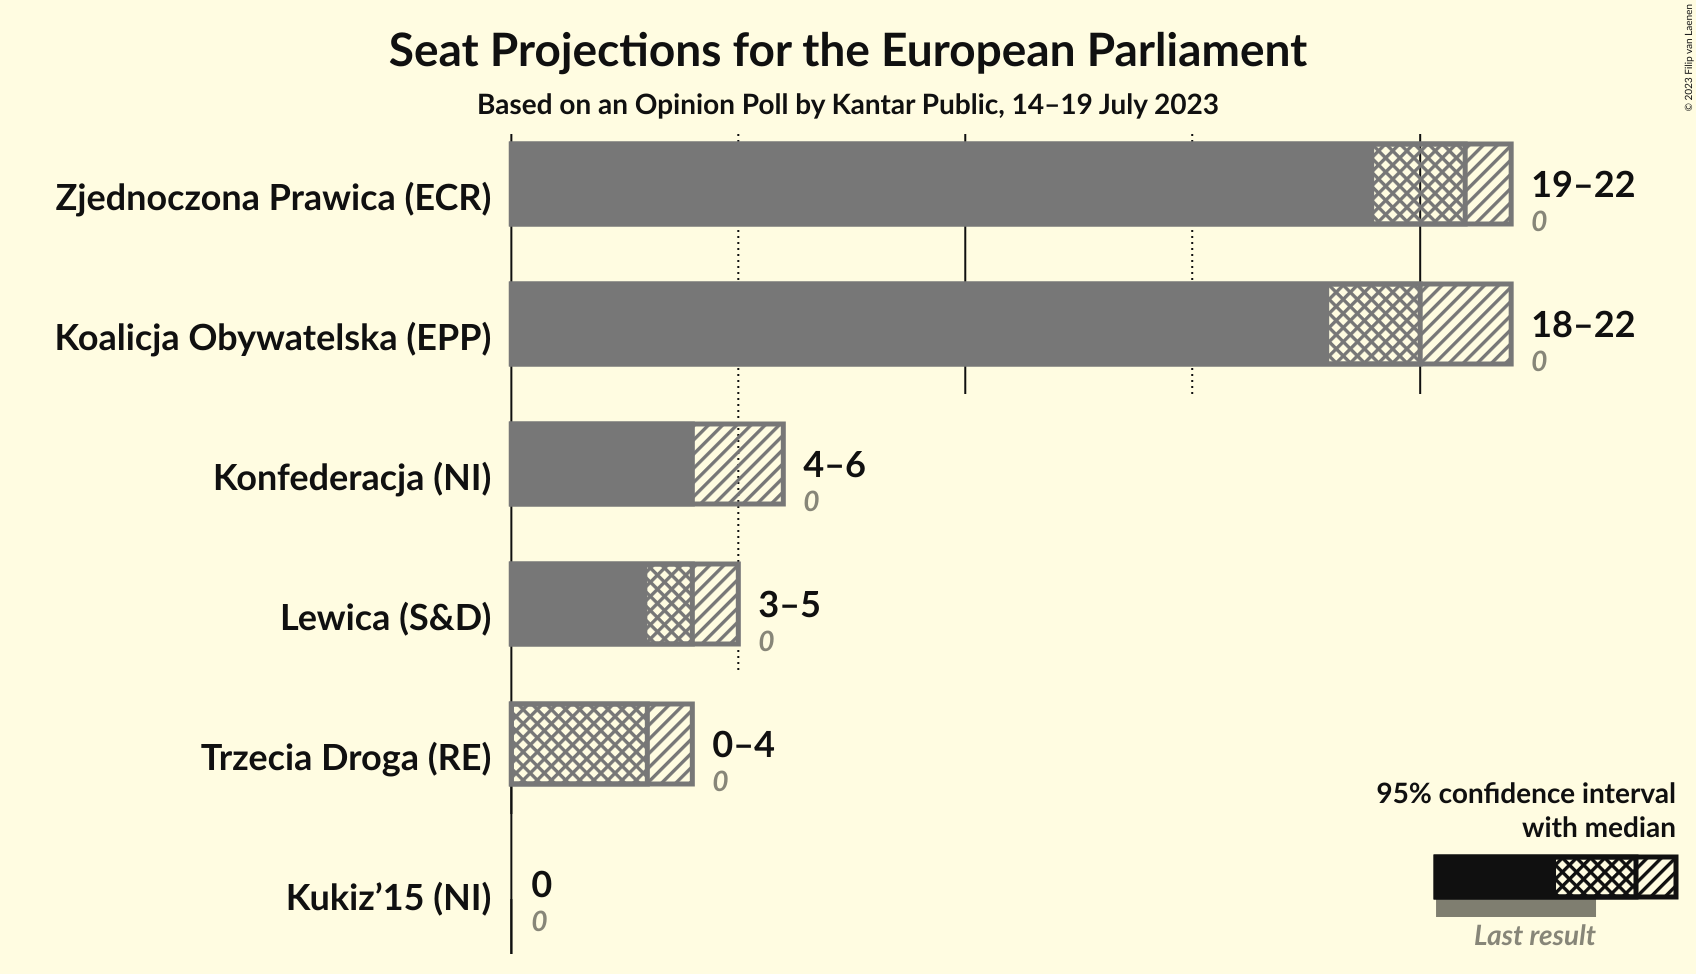 Seat Projections for the European Parliament
Based on an Opinion Poll by Kantar Public, 14–19 July 2023
© 2023 Filip van Laenen
Zjednoczona Prawica (ECR)
19–22
0
Koalicja Obywatelska (EPP)
18–22
0
Konfederacja (NI)
4–6
0
Lewica (S&D)
3–5
0
Trzecia Droga (RE)
0–4
0
Kukiz’15 (NI)
0
0
95% confidence interval
with median
Last result